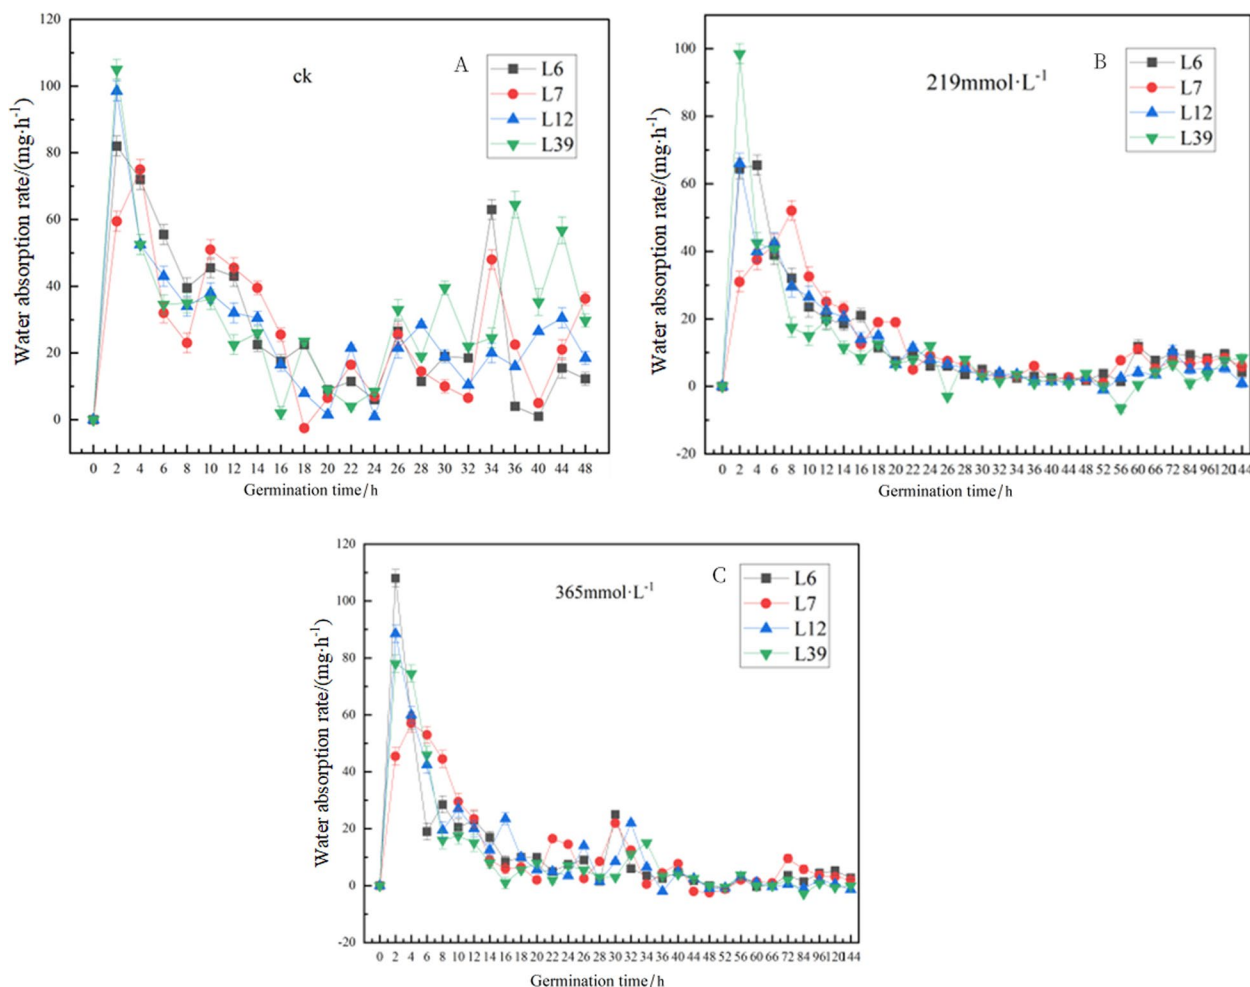 A
ck
L6
L7
L12
L39
Water absorption rate/(mg·h⁻¹)
120
100
80
60
40
20
0
0 2 4 6 8 10 12 14 16 18 20 22 24 26 28 30 32 34 36 40 44 48
Germination time/h
B
219mmol·L⁻¹
L6
L7
L12
L39
Water absorption rate/(mg·h⁻¹)
100
80
60
40
20
0
-20
0 2 4 6 8 10 12 14 16 18 20 22 24 26 28 30 32 34 36 40 44 48 52 56 60 66 72 84 96 120 144
Germination time/h
C
365mmol·L⁻¹
L6
L7
L12
L39
Water absorption rate/(mg·h⁻¹)
120
100
80
60
40
20
0
-20
0 2 4 6 8 10 12 14 16 18 20 22 24 26 28 30 32 34 36 40 44 48 52 56 60 66 72 84 96 120 144
Germination time/h